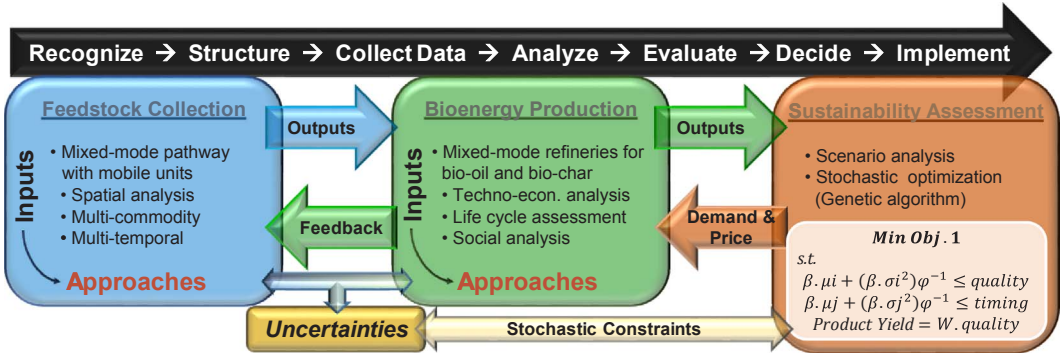 Recognize → Structure → Collect Data → Analyze → Evaluate → Decide → Implement
Feedstock Collection
Inputs
• Mixed-mode pathway
with mobile units
• Spatial analysis
• Multi-commodity
• Multi-temporal
Approaches
Outputs
Feedback
Bioenergy Production
Inputs
• Mixed-mode refineries for
bio-oil and bio-char
• Techno-econ. analysis
• Life cycle assessment
• Social analysis
Approaches
Outputs
Demand &
Price
Sustainability Assessment
• Scenario analysis
• Stochastic optimization
(Genetic algorithm)
Min Obj. 1
s.t.
β.μi + (β.σi²)φ⁻¹ ≤ quality
β.μj + (β.σj²)φ⁻¹ ≤ timing
Product Yield = W.quality
Uncertainties
Stochastic Constraints